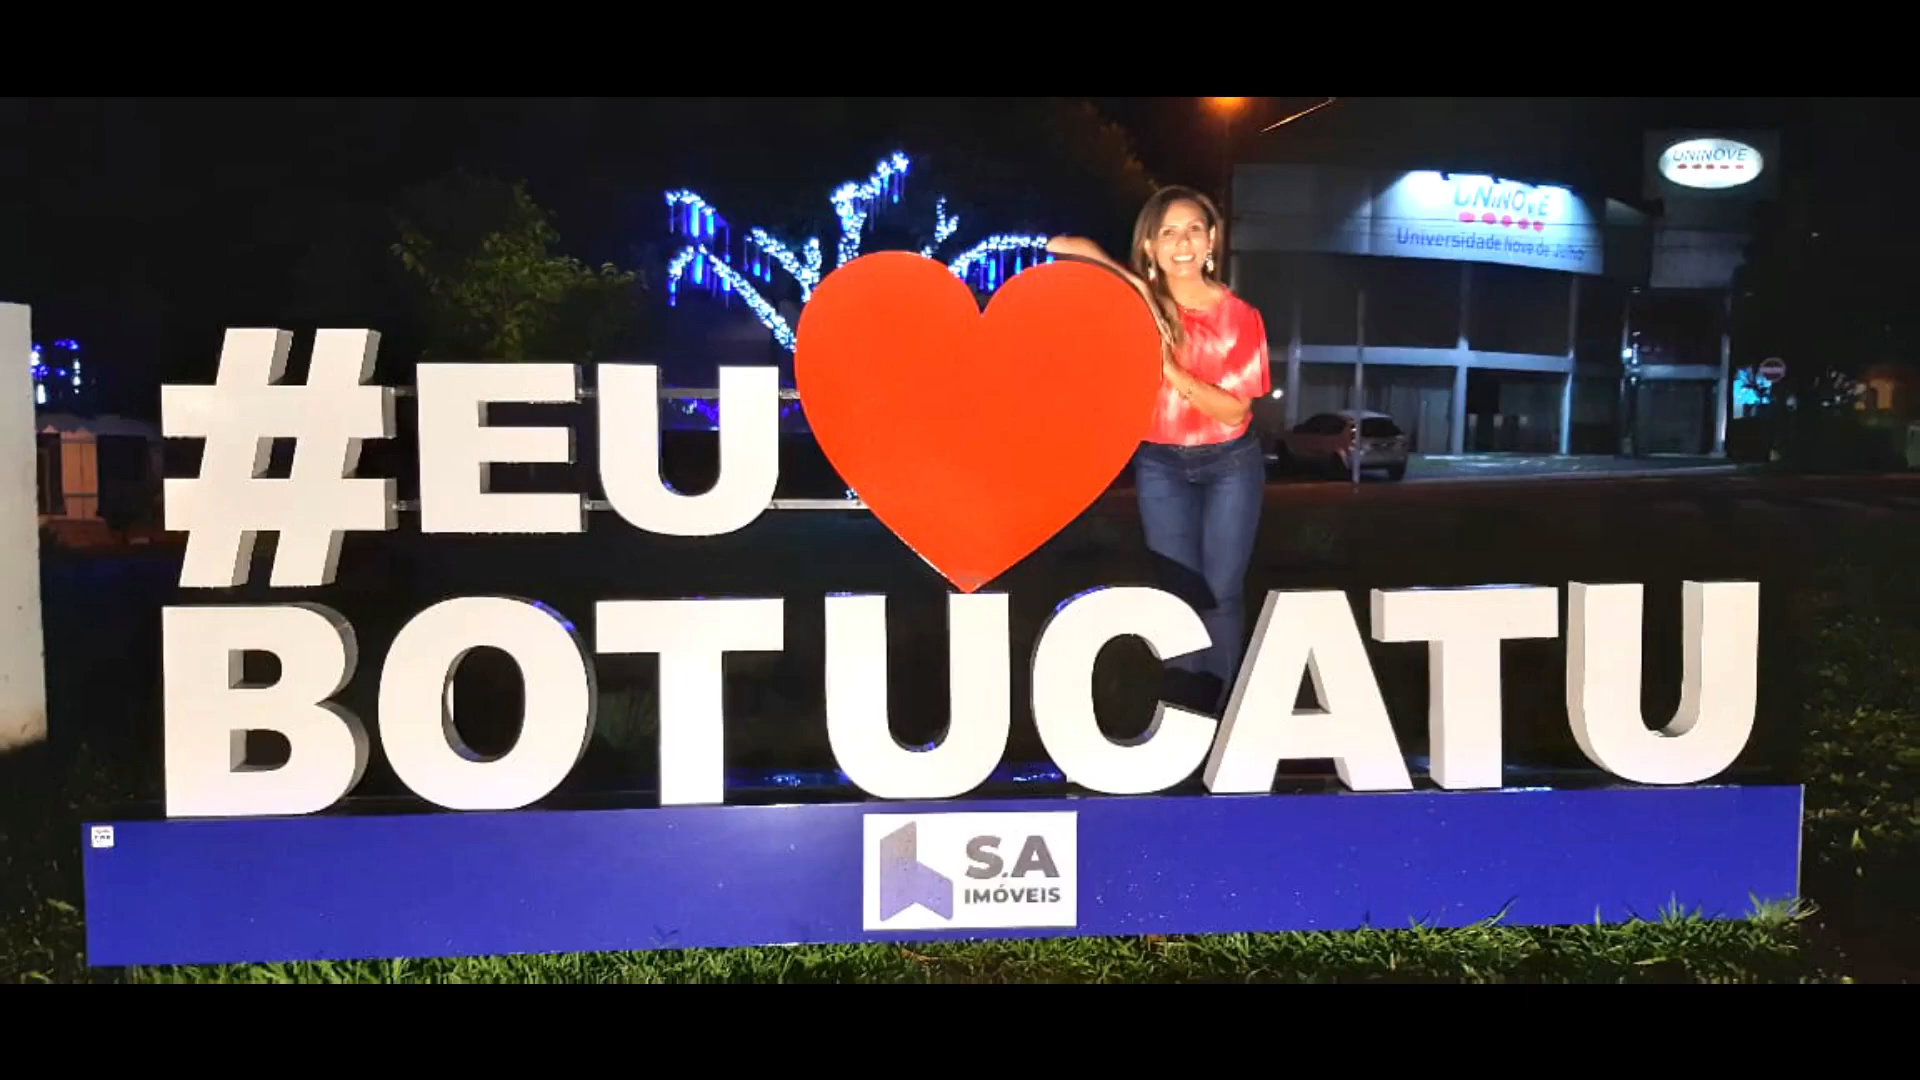 UNINOVE
UNINOVE
Universidade Nove de Julho
#EU
BOTUCATU
S.A
IMÓVEIS